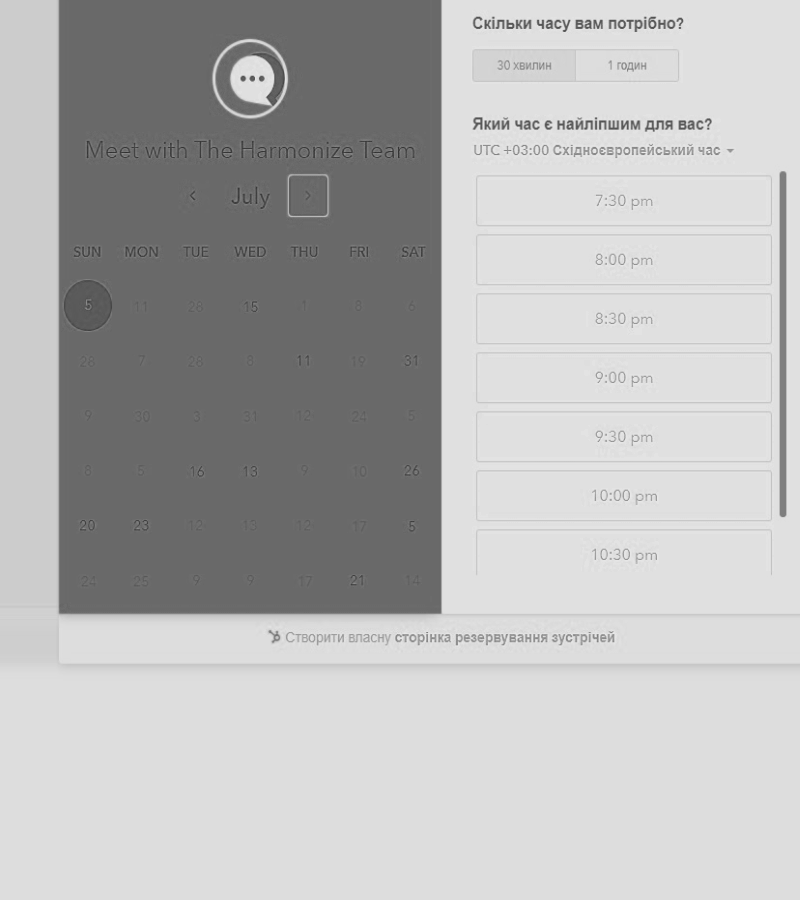 Meet with The Harmonize Team
July
SUN MON TUE WED THU FRI SAT
5 11 26 15 1 8 6
28 7 28 8 11 19 31
9 30 3 31 12 24 5
8 5 16 13 9 10 26
20 23 12 13 12 17 5
24 25 9 9 17 21 14
Скільки часу вам потрібно?
30 хвилин 1 годин
Який час є найліпшим для вас?
UTC +03:00 Східноєвропейський час
7:30 pm
8:00 pm
8:30 pm
9:00 pm
9:30 pm
10:00 pm
10:30 pm
Створити власну сторінка резервування зустрічей